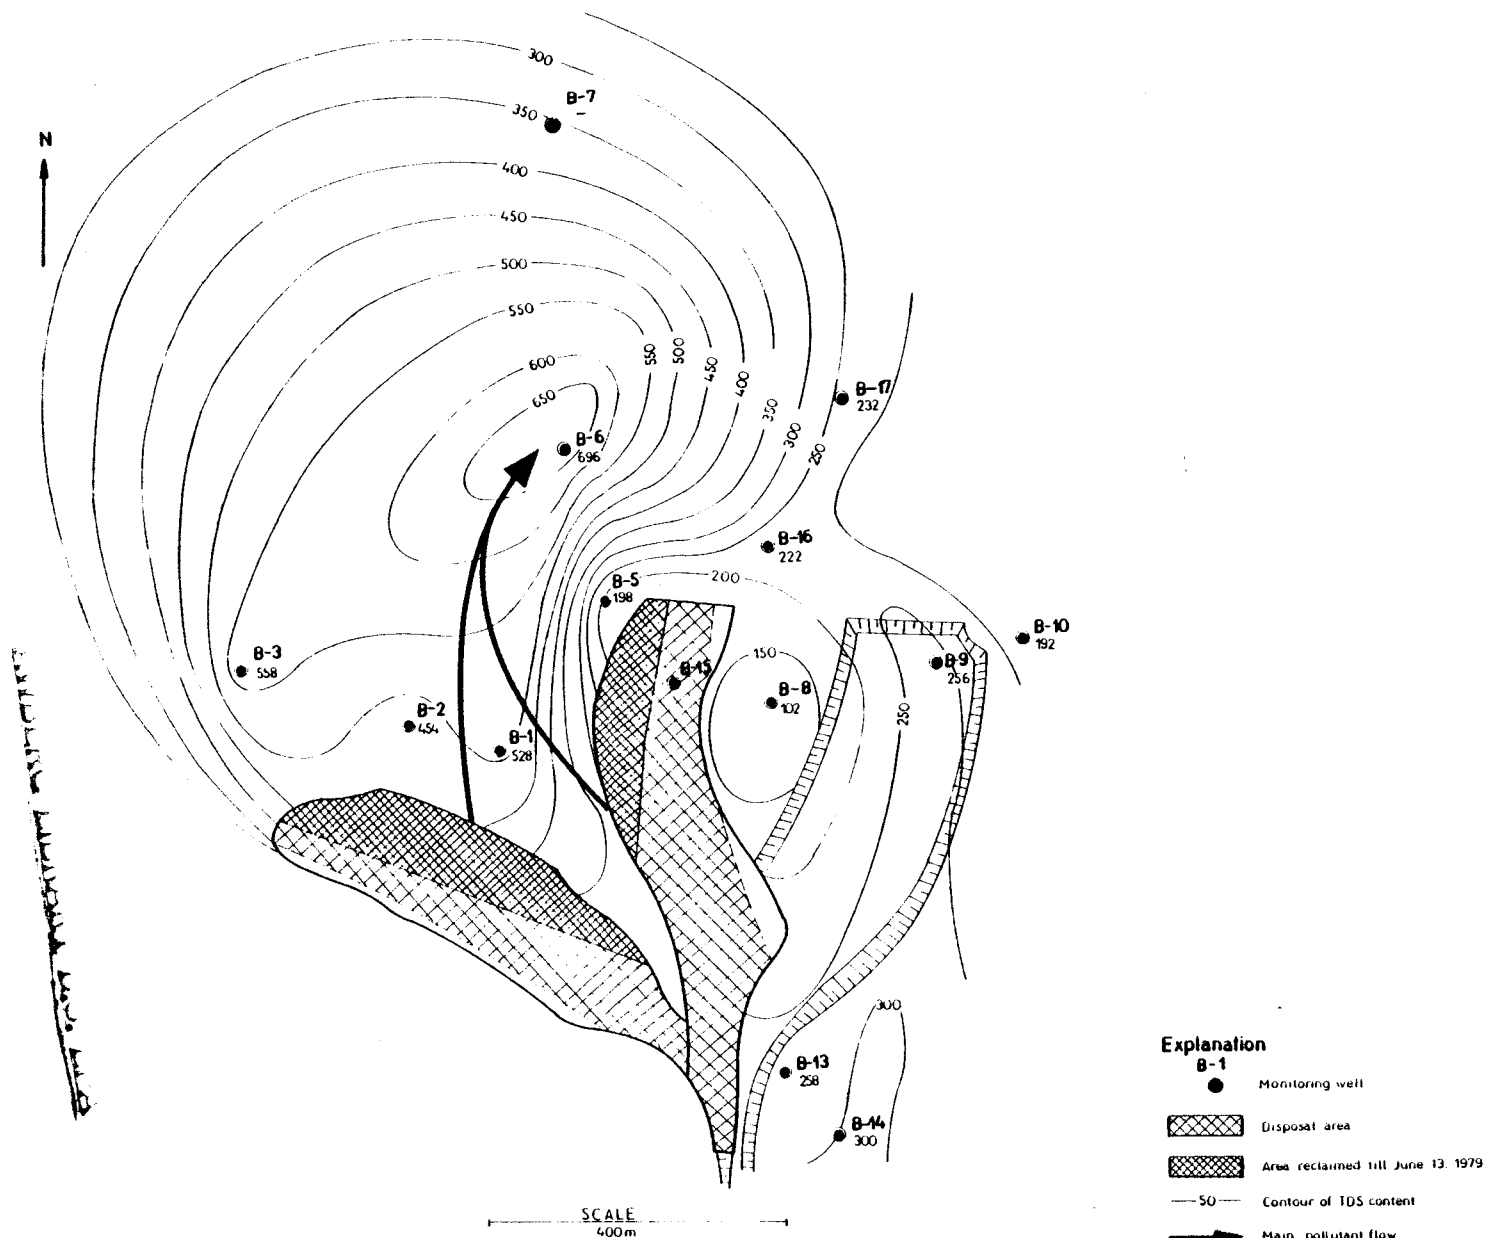 300
B-7
350
N
400
450
500
550
600
650
550
500
450
400
350
300
250
B-17
232
B-6
696
B-16
222
200
B-5
198
B-10
192
B-3
558
B-15
150
B-9
256
B-8
102
250
B-2
454
B-1
528
300
B-13
258
B-14
300
SCALE
400m
Explanation
B-1
Monitoring well
Disposal area
Area reclaimed till June 13. 1979
50 Contour of TDS content
Main pollutant flow